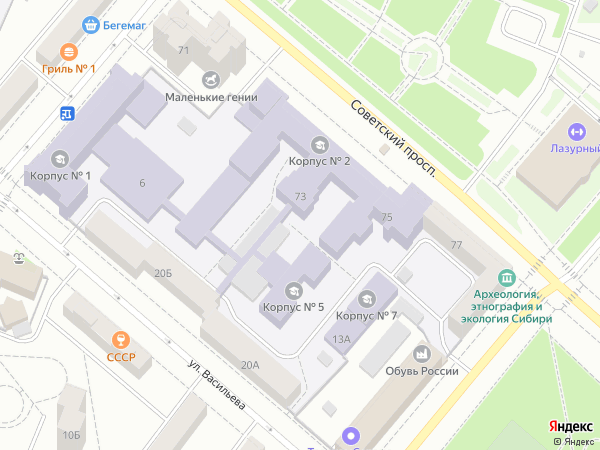 Бегемаг
71
Гриль № 1
Маленькие гении
Советский просп.
Лазурный
Корпус № 2
Корпус № 1
6
73
75
77
20Б
Археология,
этнография и
экология Сибири
Корпус № 5
Корпус № 7
13А
СССР
20А
Обувь России
ул. Васильева
10Б
Яндекс
© Яндекс